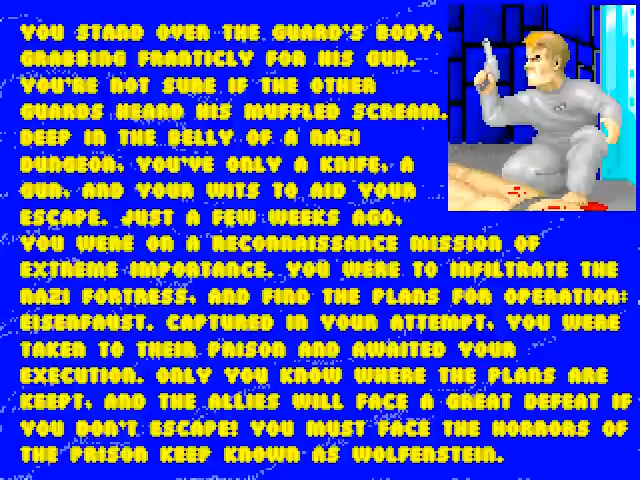 YOU STAND OVER THE GUARD'S BODY,
GRABBING FRANTICLY FOR HIS GUN.
YOU'RE NOT SURE IF THE OTHER
GUARDS HEARD HIS MUFFLED SCREAM.
DEEP IN THE BELLY OF A NAZI
DUNGEON, YOU'VE ONLY A KNIFE, A
GUN, AND YOUR WITS TO AID YOUR
ESCAPE. JUST A FEW WEEKS AGO,
YOU WERE ON A RECONNAISSANCE MISSION OF
EXTREME IMPORTANCE. YOU WERE TO INFILTRATE THE
NAZI FORTRESS, AND FIND THE PLANS FOR OPERATION:
EISENFAUST. CAPTURED IN YOUR ATTEMPT, YOU WERE
TAKEN TO THEIR PRISON AND AWAITED YOUR
EXECUTION. ONLY YOU KNOW WHERE THE PLANS ARE
KEEPT, AND THE ALLIES WILL FACE A GREAT DEFEAT IF
YOU DON'T ESCAPE! YOU MUST FACE THE HORRORS OF
THE PRISON KEEP KNOWN AS WOLFENSTEIN.